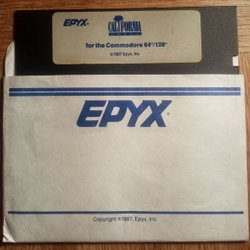 EPYX®
CALIFORNIA
GAMES
for the Commodore 64™/128™
©1987 Epyx, Inc.
EPYX®
Copyright ©1987, Epyx, Inc.